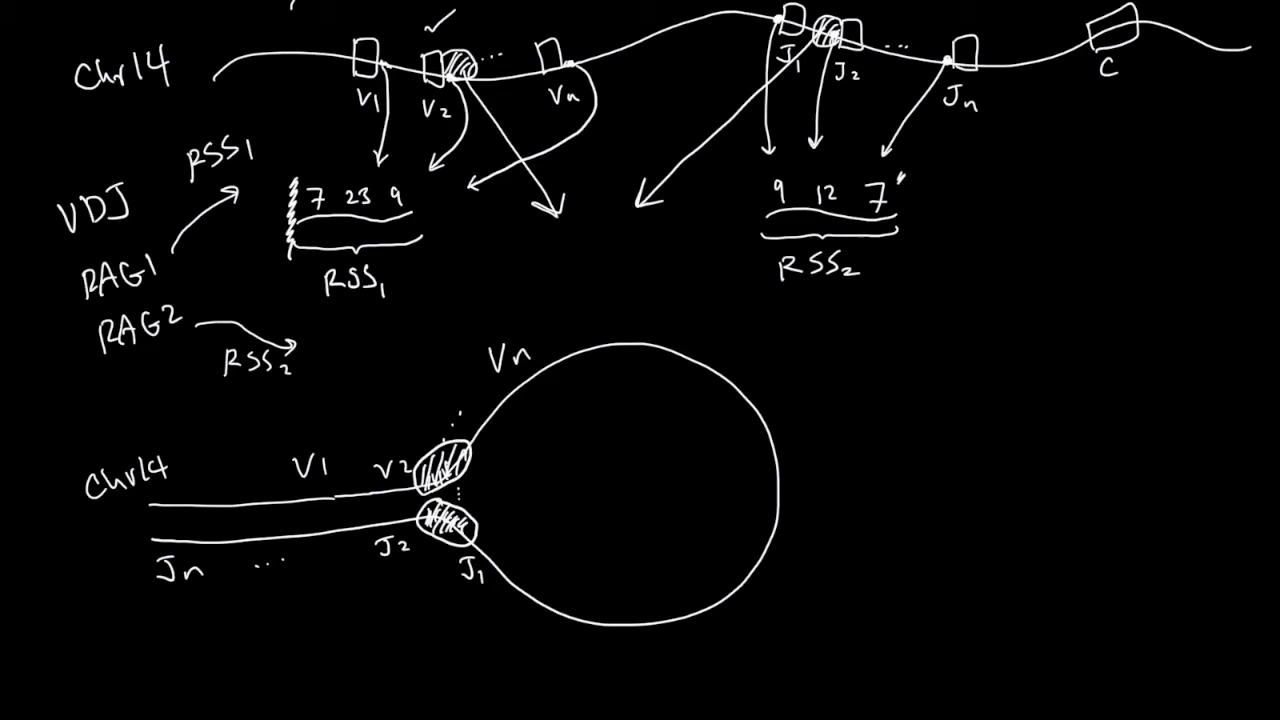 Chr14
V1
V2
...
Vn
J1
J2
...
Jn
C
RSS1
VDJ
RAG1
RAG2
RSS2
7 23 9
RSS1
9 12 7
RSS2
Vn
Chr14
V1
V2
J2
J1
Jn
...